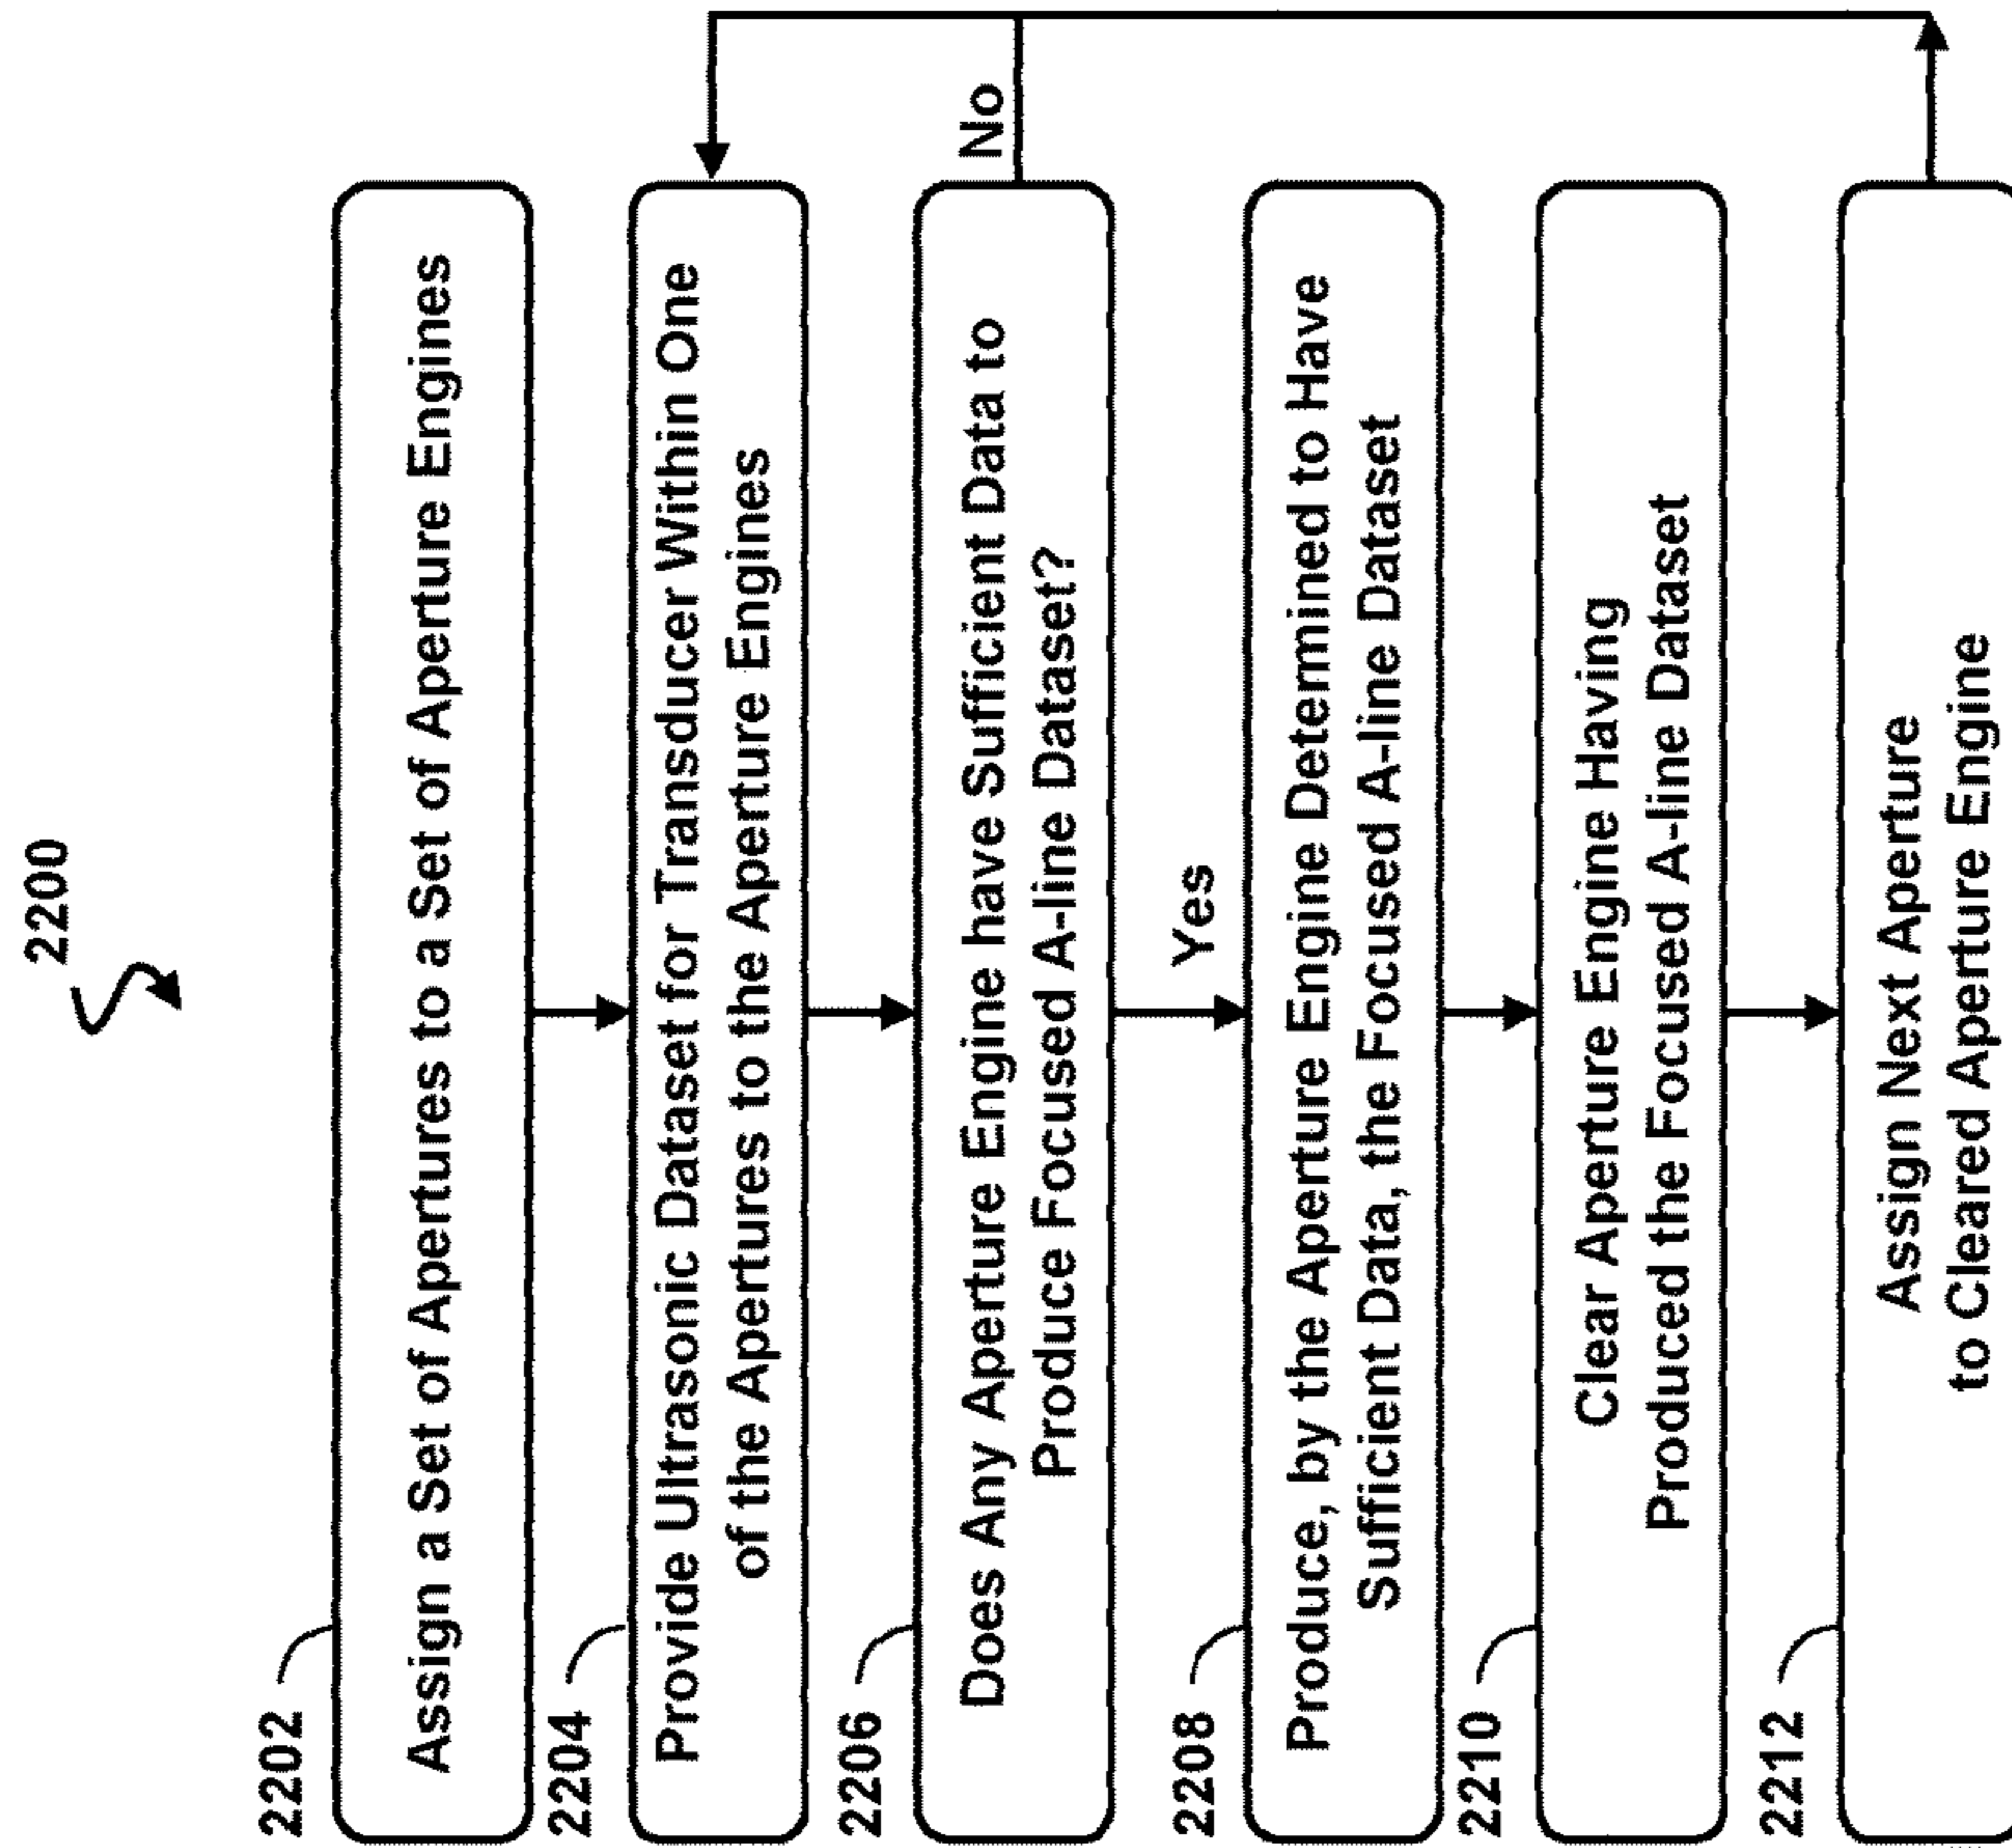 2200
2202
Assign a Set of Apertures to a Set of Aperture Engines
2204
Provide Ultrasonic Dataset for Transducer Within One
of the Apertures to the Aperture Engines
2206
Does Any Aperture Engine have Sufficient Data to
Produce Focused A-line Dataset?
No
Yes
2208
Produce, by the Aperture Engine Determined to Have
Sufficient Data, the Focused A-line Dataset
2210
Clear Aperture Engine Having
Produced the Focused A-line Dataset
2212
Assign Next Aperture
to Cleared Aperture Engine